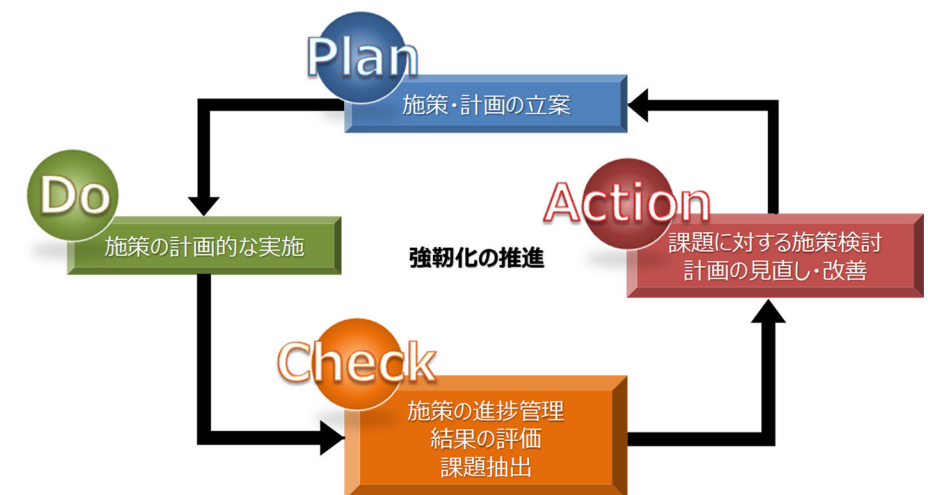 Plan
施策・計画の立案
Do
施策の計画的な実施
強靭化の推進
Action
課題に対する施策検討
計画の見直し・改善
Check
施策の進捗管理
結果の評価
課題抽出